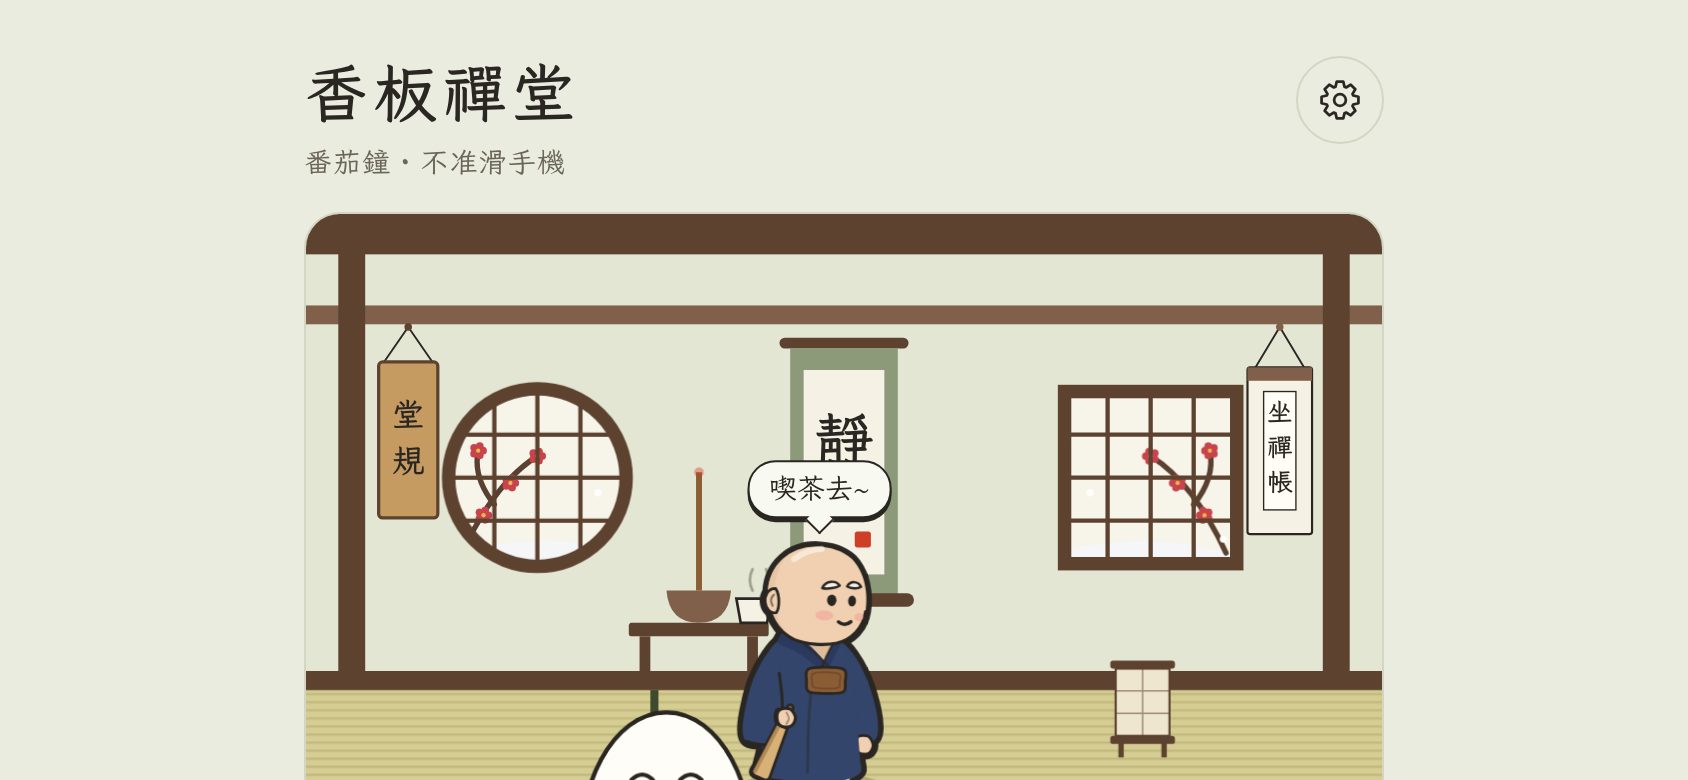 香板禪堂
番茄鐘・不准滑手機
堂規
靜
喫茶去~
坐禪帳